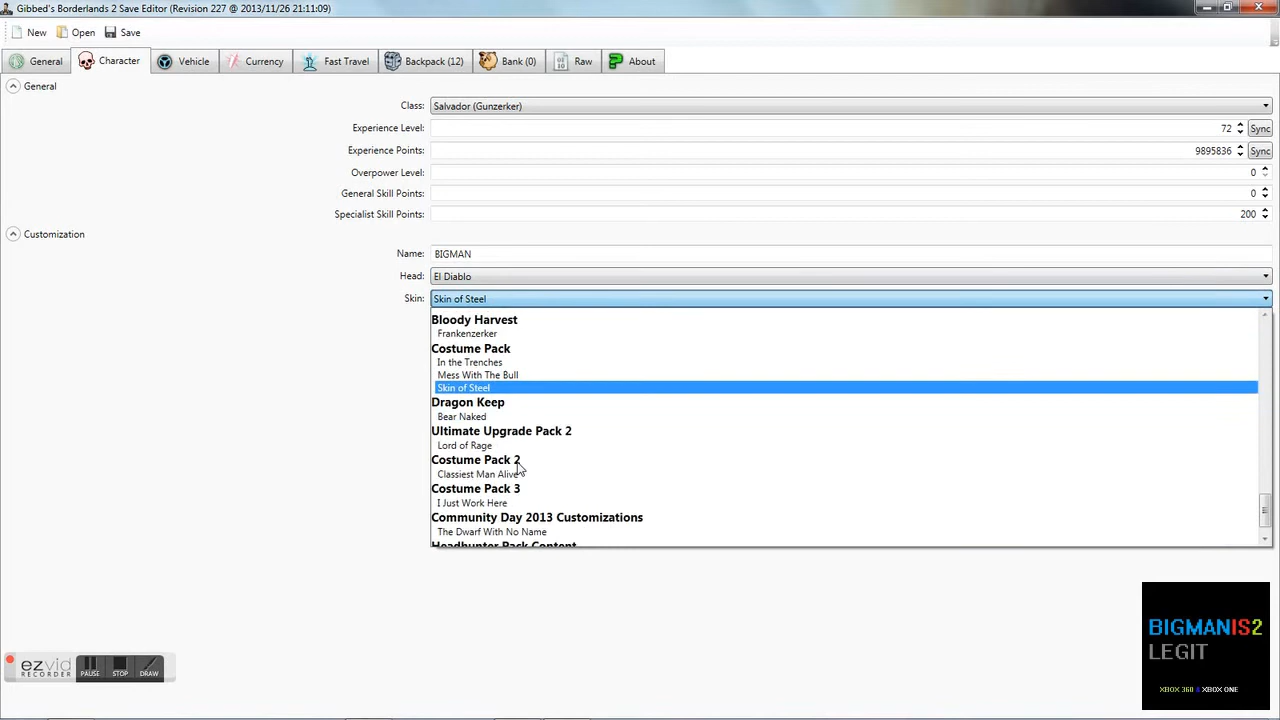 Gibbed's Borderlands 2 Save Editor (Revision 227 @ 2013/11/26 21:11:09)
New Open Save
General Character Vehicle Currency Fast Travel Backpack (12) Bank (0) Raw About
General
Class: Salvador (Gunzerker)
Experience Level: 72 Sync
Experience Points: 9895836 Sync
Overpower Level: 0
General Skill Points: 0
Specialist Skill Points: 200
Customization
Name: BIGMAN
Head: El Diablo
Skin: Skin of Steel
Bloody Harvest
Frankenzerker
Costume Pack
In the Trenches
Mess With The Bull
Skin of Steel
Dragon Keep
Bear Naked
Ultimate Upgrade Pack 2
Lord of Rage
Costume Pack 2
Classiest Man Alive
Costume Pack 3
I Just Work Here
Community Day 2013 Customizations
The Dwarf With No Name
Headhunter Pack Content
BIGMANIS2
LEGIT
XBOX 360 & XBOX ONE
ezvid
RECORDER
PAUSE STOP DRAW